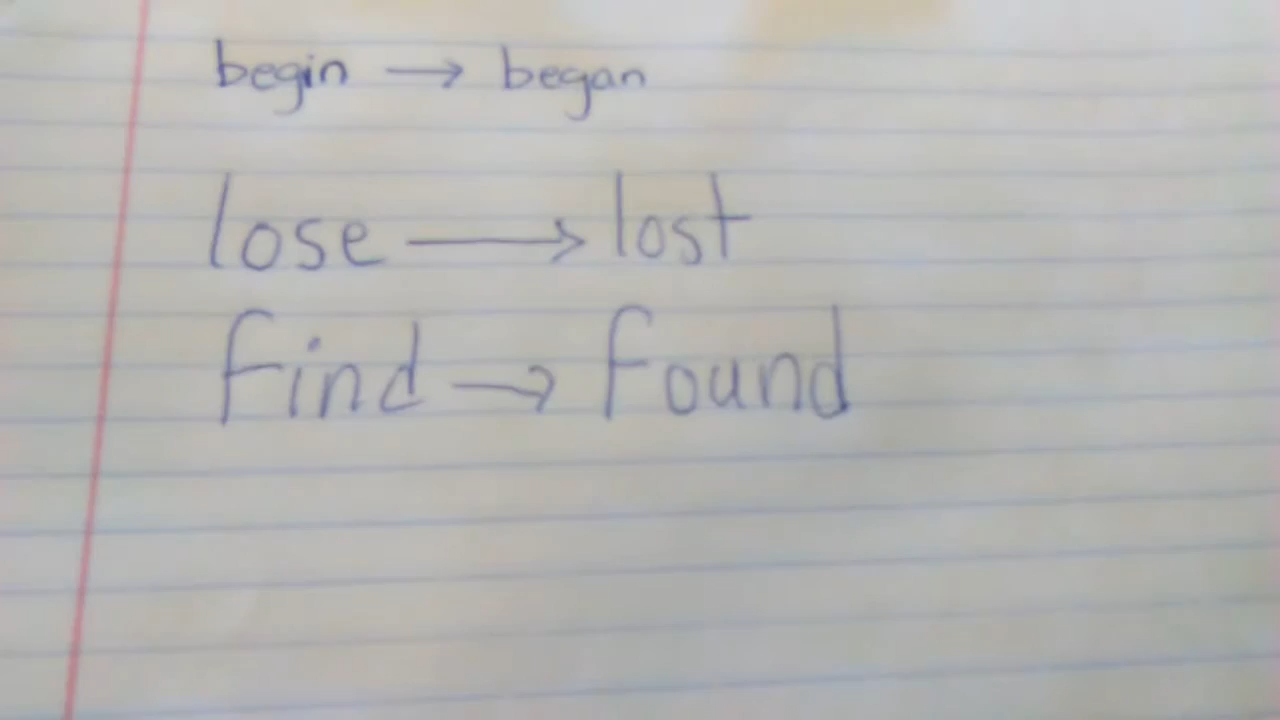 begin → began
lose → lost
find → found